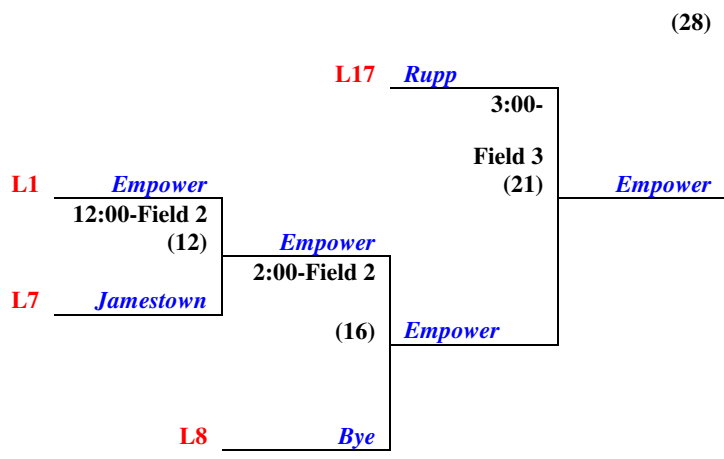 (28)
L17 Rupp
3:00-
Field 3
L1 Empower (21) Empower
12:00-Field 2
(12) Empower
2:00-Field 2
L7 Jamestown
(16) Empower
L8 Bye